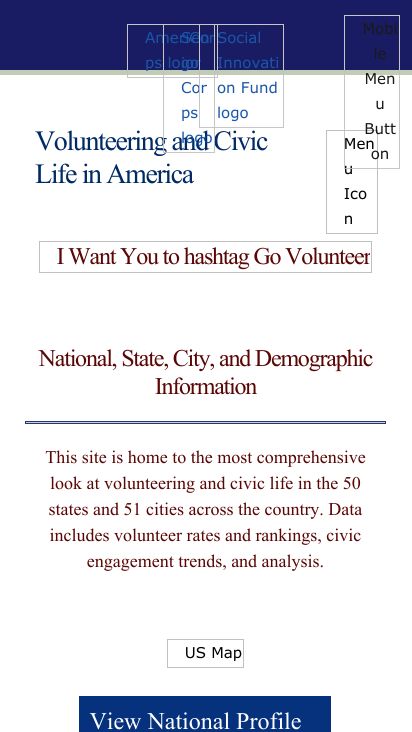 Americorps logo
Senior Corps logo
Social Innovation Fund logo
Mobile Menu Button
Menu Icon
Volunteering and Civic
Life in America
I Want You to hashtag Go Volunteer
National, State, City, and Demographic
Information
This site is home to the most comprehensive
look at volunteering and civic life in the 50
states and 51 cities across the country. Data
includes volunteer rates and rankings, civic
engagement trends, and analysis.
US Map
View National Profile